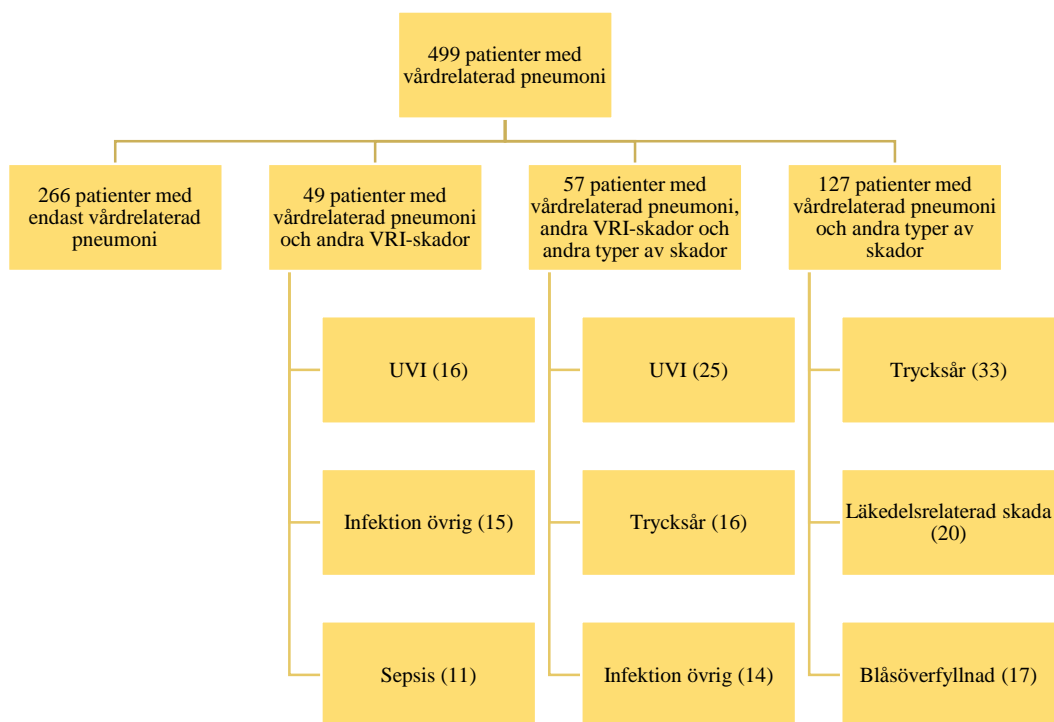 499 patienter med
vårdrelaterad pneumoni
266 patienter med
endast vårdrelaterad
pneumoni
49 patienter med
vårdrelaterad pneumoni
och andra VRI-skador
57 patienter med
vårdrelaterad pneumoni,
andra VRI-skador och
andra typer av skador
127 patienter med
vårdrelaterad pneumoni
och andra typer av
skador
UVI (16)
UVI (25)
Trycksår (33)
Infektion övrig (15)
Trycksår (16)
Läkedelsrelaterad skada
(20)
Sepsis (11)
Infektion övrig (14)
Blåsöverfyllnad (17)